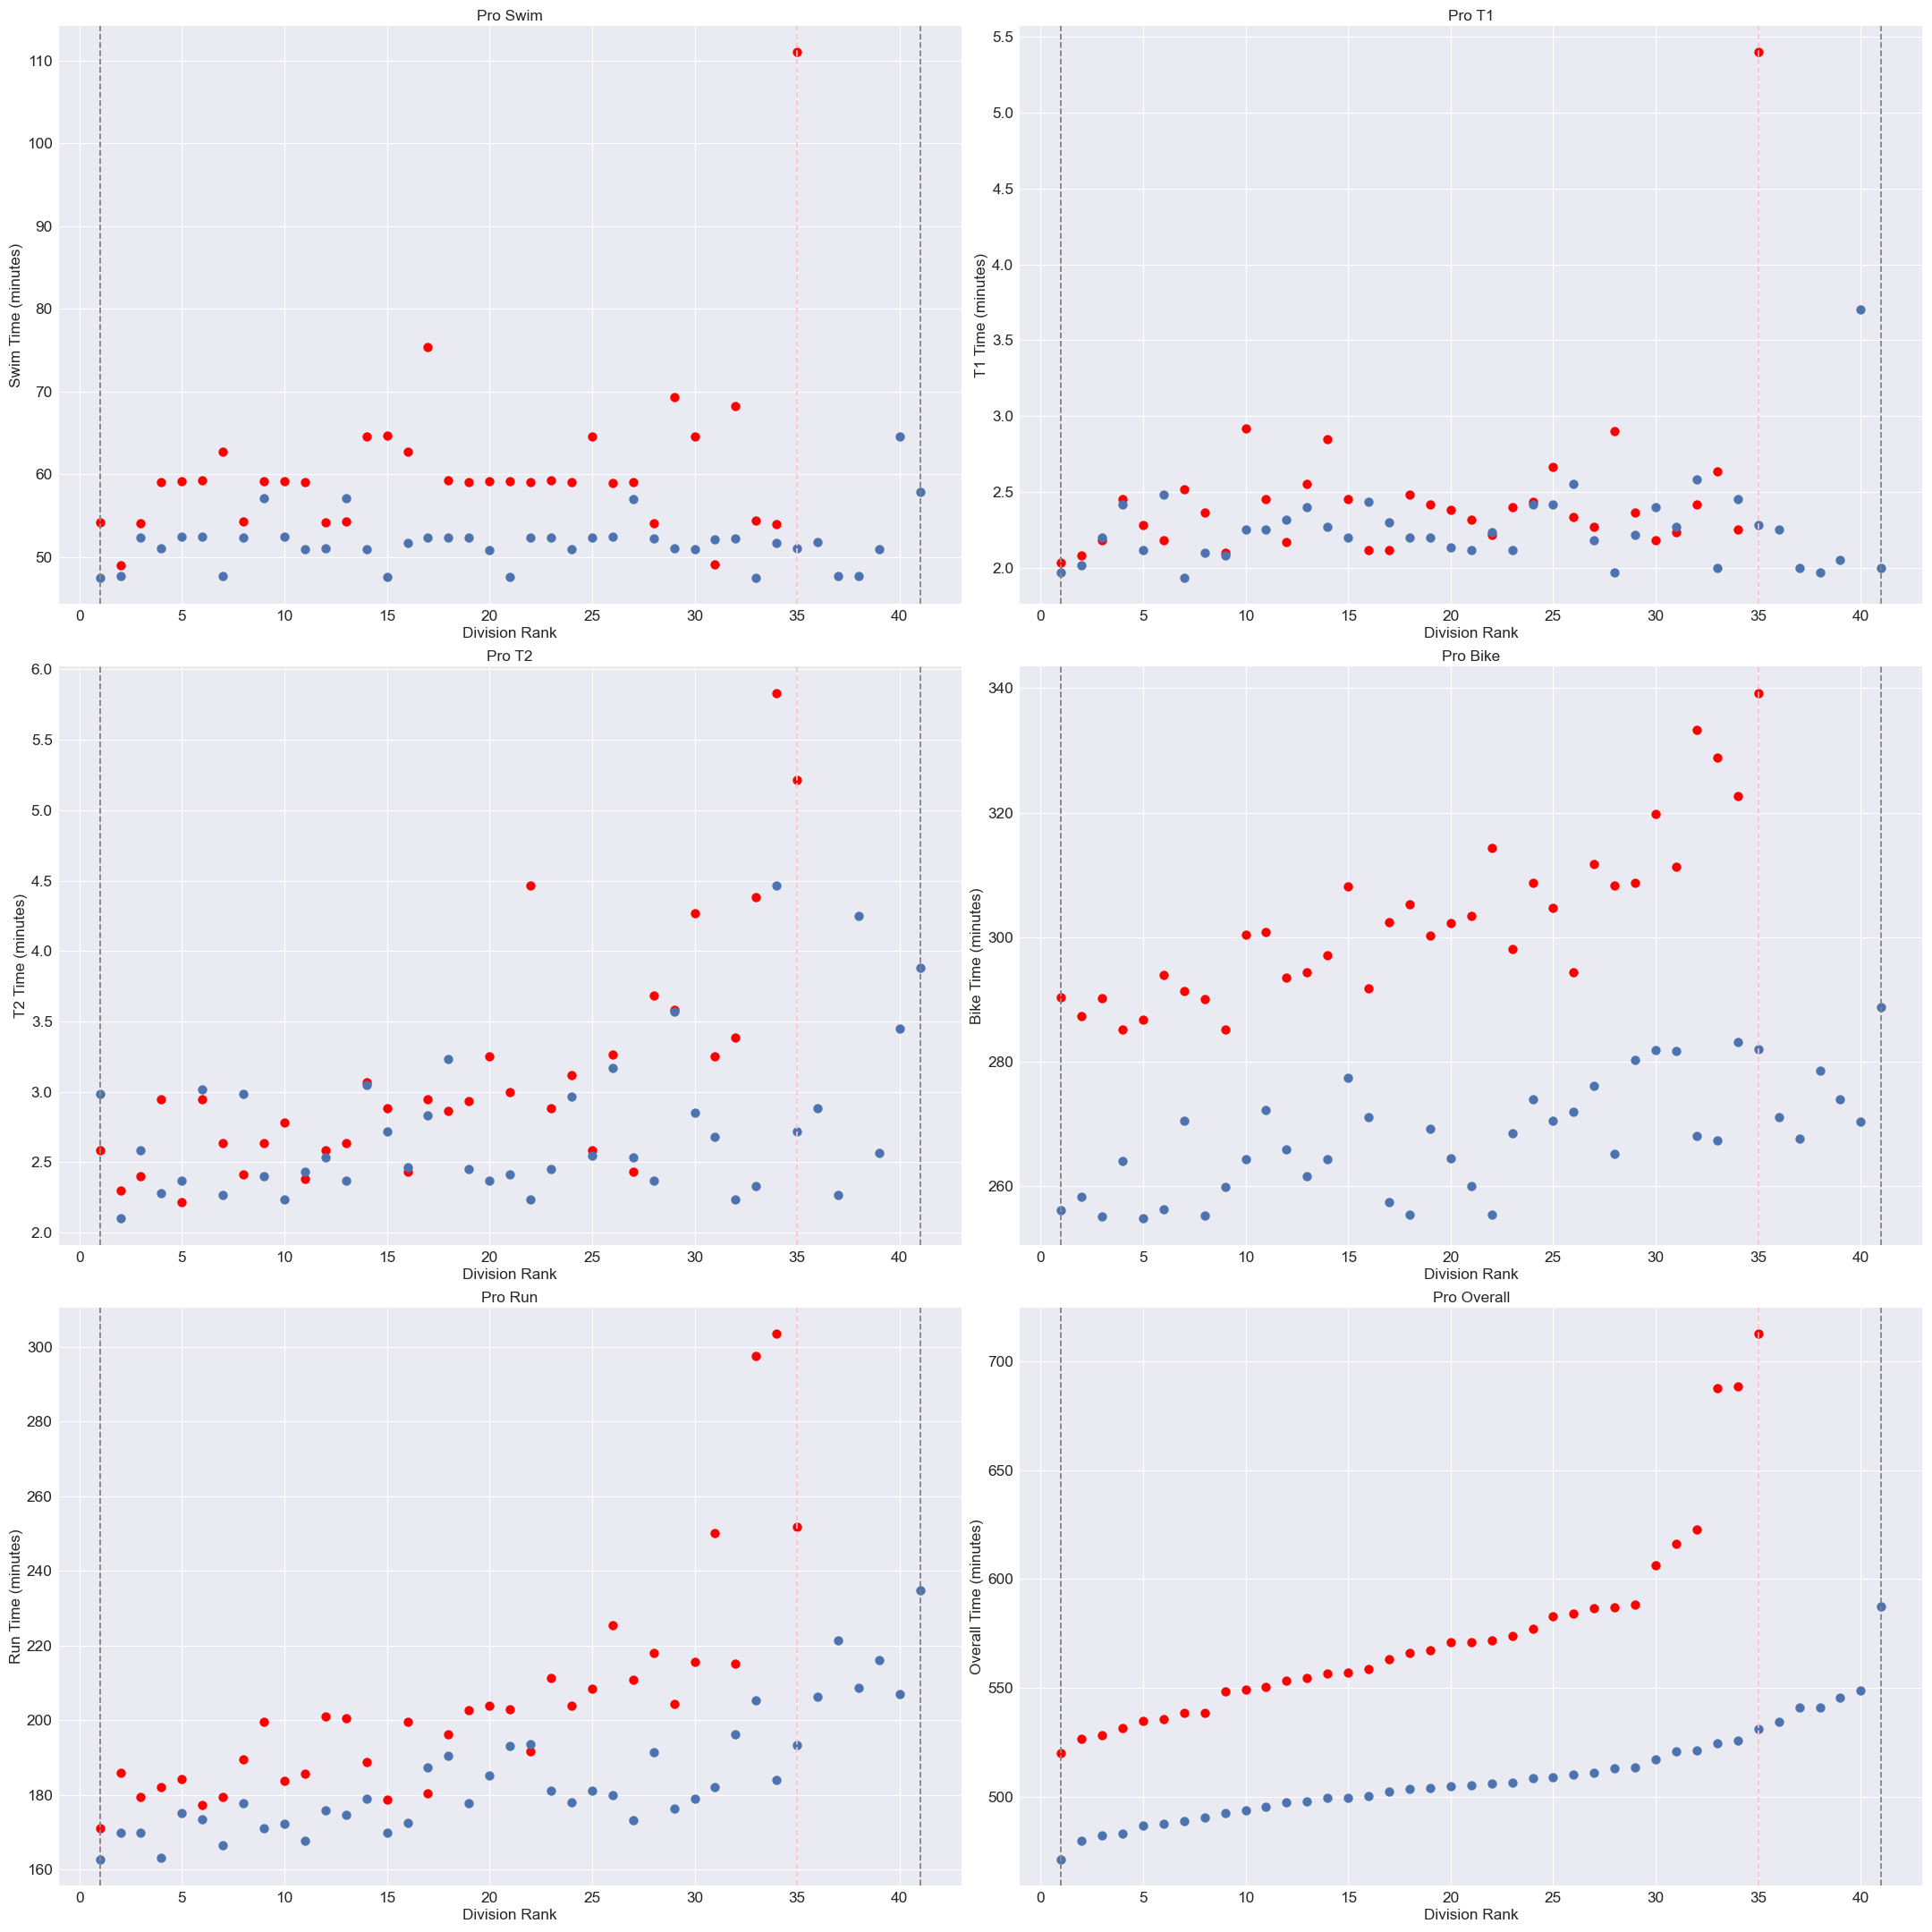 Pro Swim
110
100
90
80
70
60
50
Swim Time (minutes)
0 5 10 15 20 25 30 35 40
Division Rank
Pro T1
5.5
5.0
4.5
4.0
3.5
3.0
2.5
2.0
T1 Time (minutes)
0 5 10 15 20 25 30 35 40
Division Rank
Pro T2
6.0
5.5
5.0
4.5
4.0
3.5
3.0
2.5
2.0
T2 Time (minutes)
0 5 10 15 20 25 30 35 40
Division Rank
Pro Bike
340
320
300
280
260
Bike Time (minutes)
0 5 10 15 20 25 30 35 40
Division Rank
Pro Run
300
280
260
240
220
200
180
160
Run Time (minutes)
0 5 10 15 20 25 30 35 40
Division Rank
Pro Overall
700
650
600
550
500
Overall Time (minutes)
0 5 10 15 20 25 30 35 40
Division Rank